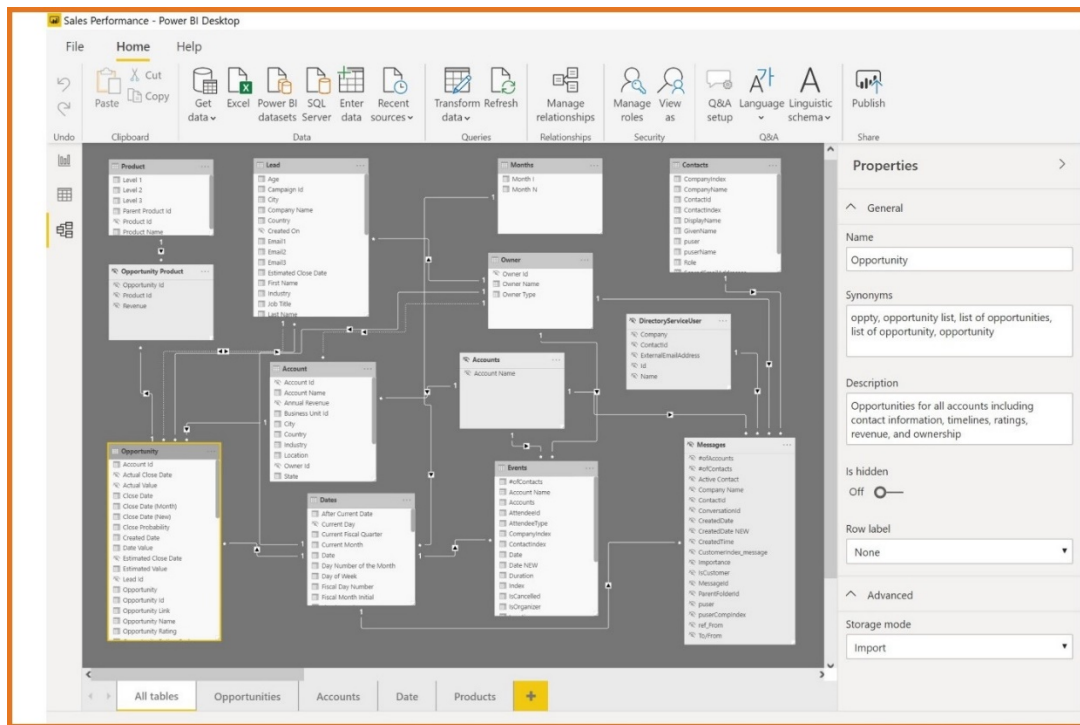 Sales Performance - Power BI Desktop
File Home Help
Paste
Cut
Copy
Get data
Excel
Power BI datasets
SQL Server
Enter data
Recent sources
Transform data
Refresh
Manage relationships
Manage roles
View as
Q&A setup
Language
Linguistic schema
Publish
Undo
Clipboard
Data
Queries
Relationships
Security
Q&A
Share
Product
Level 1
Level 2
Level 3
Parent Product Id
Product Id
Product Name
Lead
Age
Campaign Id
City
Company Name
Country
Created On
Email1
Email2
Email3
Estimated Close Date
First Name
Industry
Job Title
Last Name
Months
Month I
Month N
Contacts
CompanyIndex
CompanyName
ContactId
ContactIndex
DisplayName
GivenName
puser
puserName
Role
Opportunity Product
Opportunity Id
Product Id
Revenue
Owner
Owner Id
Owner Name
Owner Type
DirectoryServiceUser
Company
ContactId
ExternalEmailAddress
Id
Name
Account
Account Id
Account Name
Annual Revenue
Business Unit Id
City
Country
Industry
Location
Owner Id
State
Accounts
Account Name
Opportunity
Account Id
Actual Close Date
Actual Value
Close Date
Close Date (Month)
Close Date (New)
Close Probability
Created Date
Date Value
Estimated Close Date
Estimated Value
Lead Id
Opportunity
Opportunity Id
Opportunity Link
Opportunity Name
Opportunity Rating
Dates
After Current Date
Current Day
Current Fiscal Quarter
Current Month
Date
Day Number of the Month
Day of Week
Fiscal Day Number
Fiscal Month Initial
Events
#ofContacts
Account Name
Accounts
AttendeeId
AttendeeType
CompanyIndex
ContactIndex
Date
Date NEW
Duration
Index
IsCancelled
IsOrganizer
Messages
#ofAccounts
#ofContacts
Active Contact
Company Name
ContactId
ConversationId
CreatedDate
CreatedDate NEW
CreatedTime
CustomerIndex_message
Importance
IsCustomer
MessageId
ParentFolderId
puser
puserCompIndex
ref_From
To/From
Properties
General
Name
Opportunity
Synonyms
oppty, opportunity list, list of opportunities,
list of opportunity, opportunity
Description
Opportunities for all accounts including
contact information, timelines, ratings,
revenue, and ownership
Is hidden
Off
Row label
None
Advanced
Storage mode
Import
All tables Opportunities Accounts Date Products +